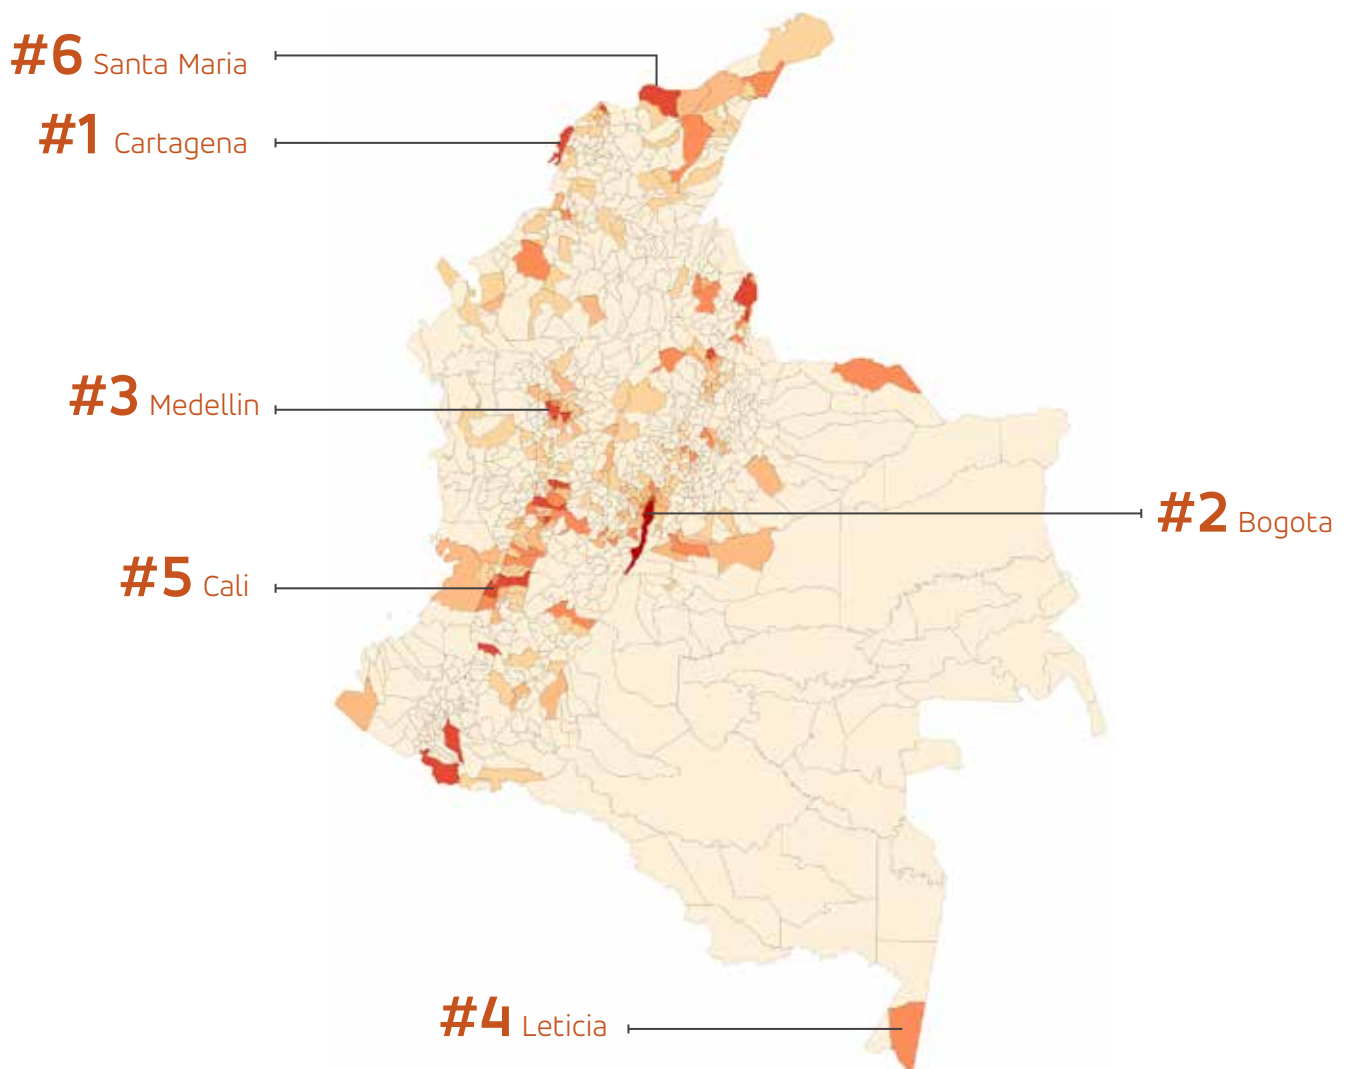 #6 Santa Maria
#1 Cartagena
#3 Medellin
#2 Bogota
#5 Cali
#4 Leticia